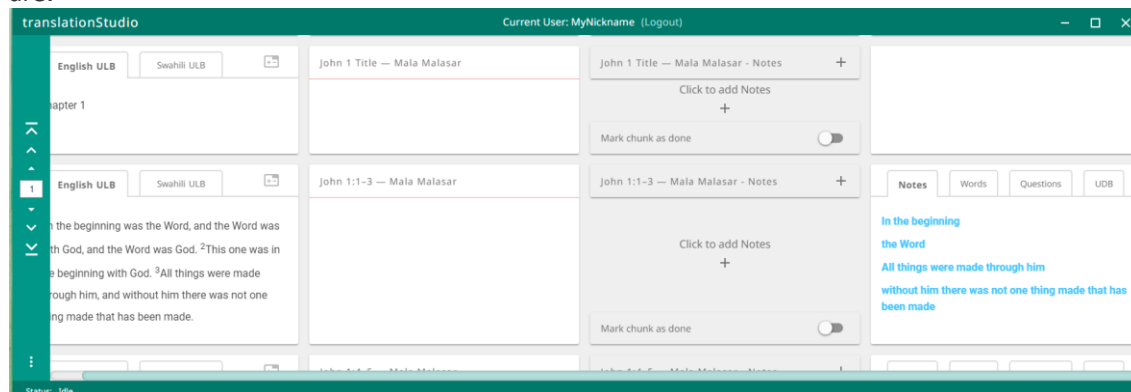 translationStudio
Current User: MyNickname (Logout)
English ULB
Swahili ULB
John 1 Title — Mala Malasar
John 1 Title — Mala Malasar - Notes
+
apter 1
Click to add Notes
+
Mark chunk as done
1
English ULB
Swahili ULB
John 1:1–3 — Mala Malasar
John 1:1–3 — Mala Malasar - Notes
+
Notes
Words
Questions
UDB
the beginning was the Word, and the Word was
th God, and the Word was God. ²This one was in
beginning with God. ³All things were made
rough him, and without him there was not one
ing made that has been made.
Click to add Notes
+
Mark chunk as done
In the beginning
the Word
All things were made through him
without him there was not one thing made that has
been made
Status: Idle